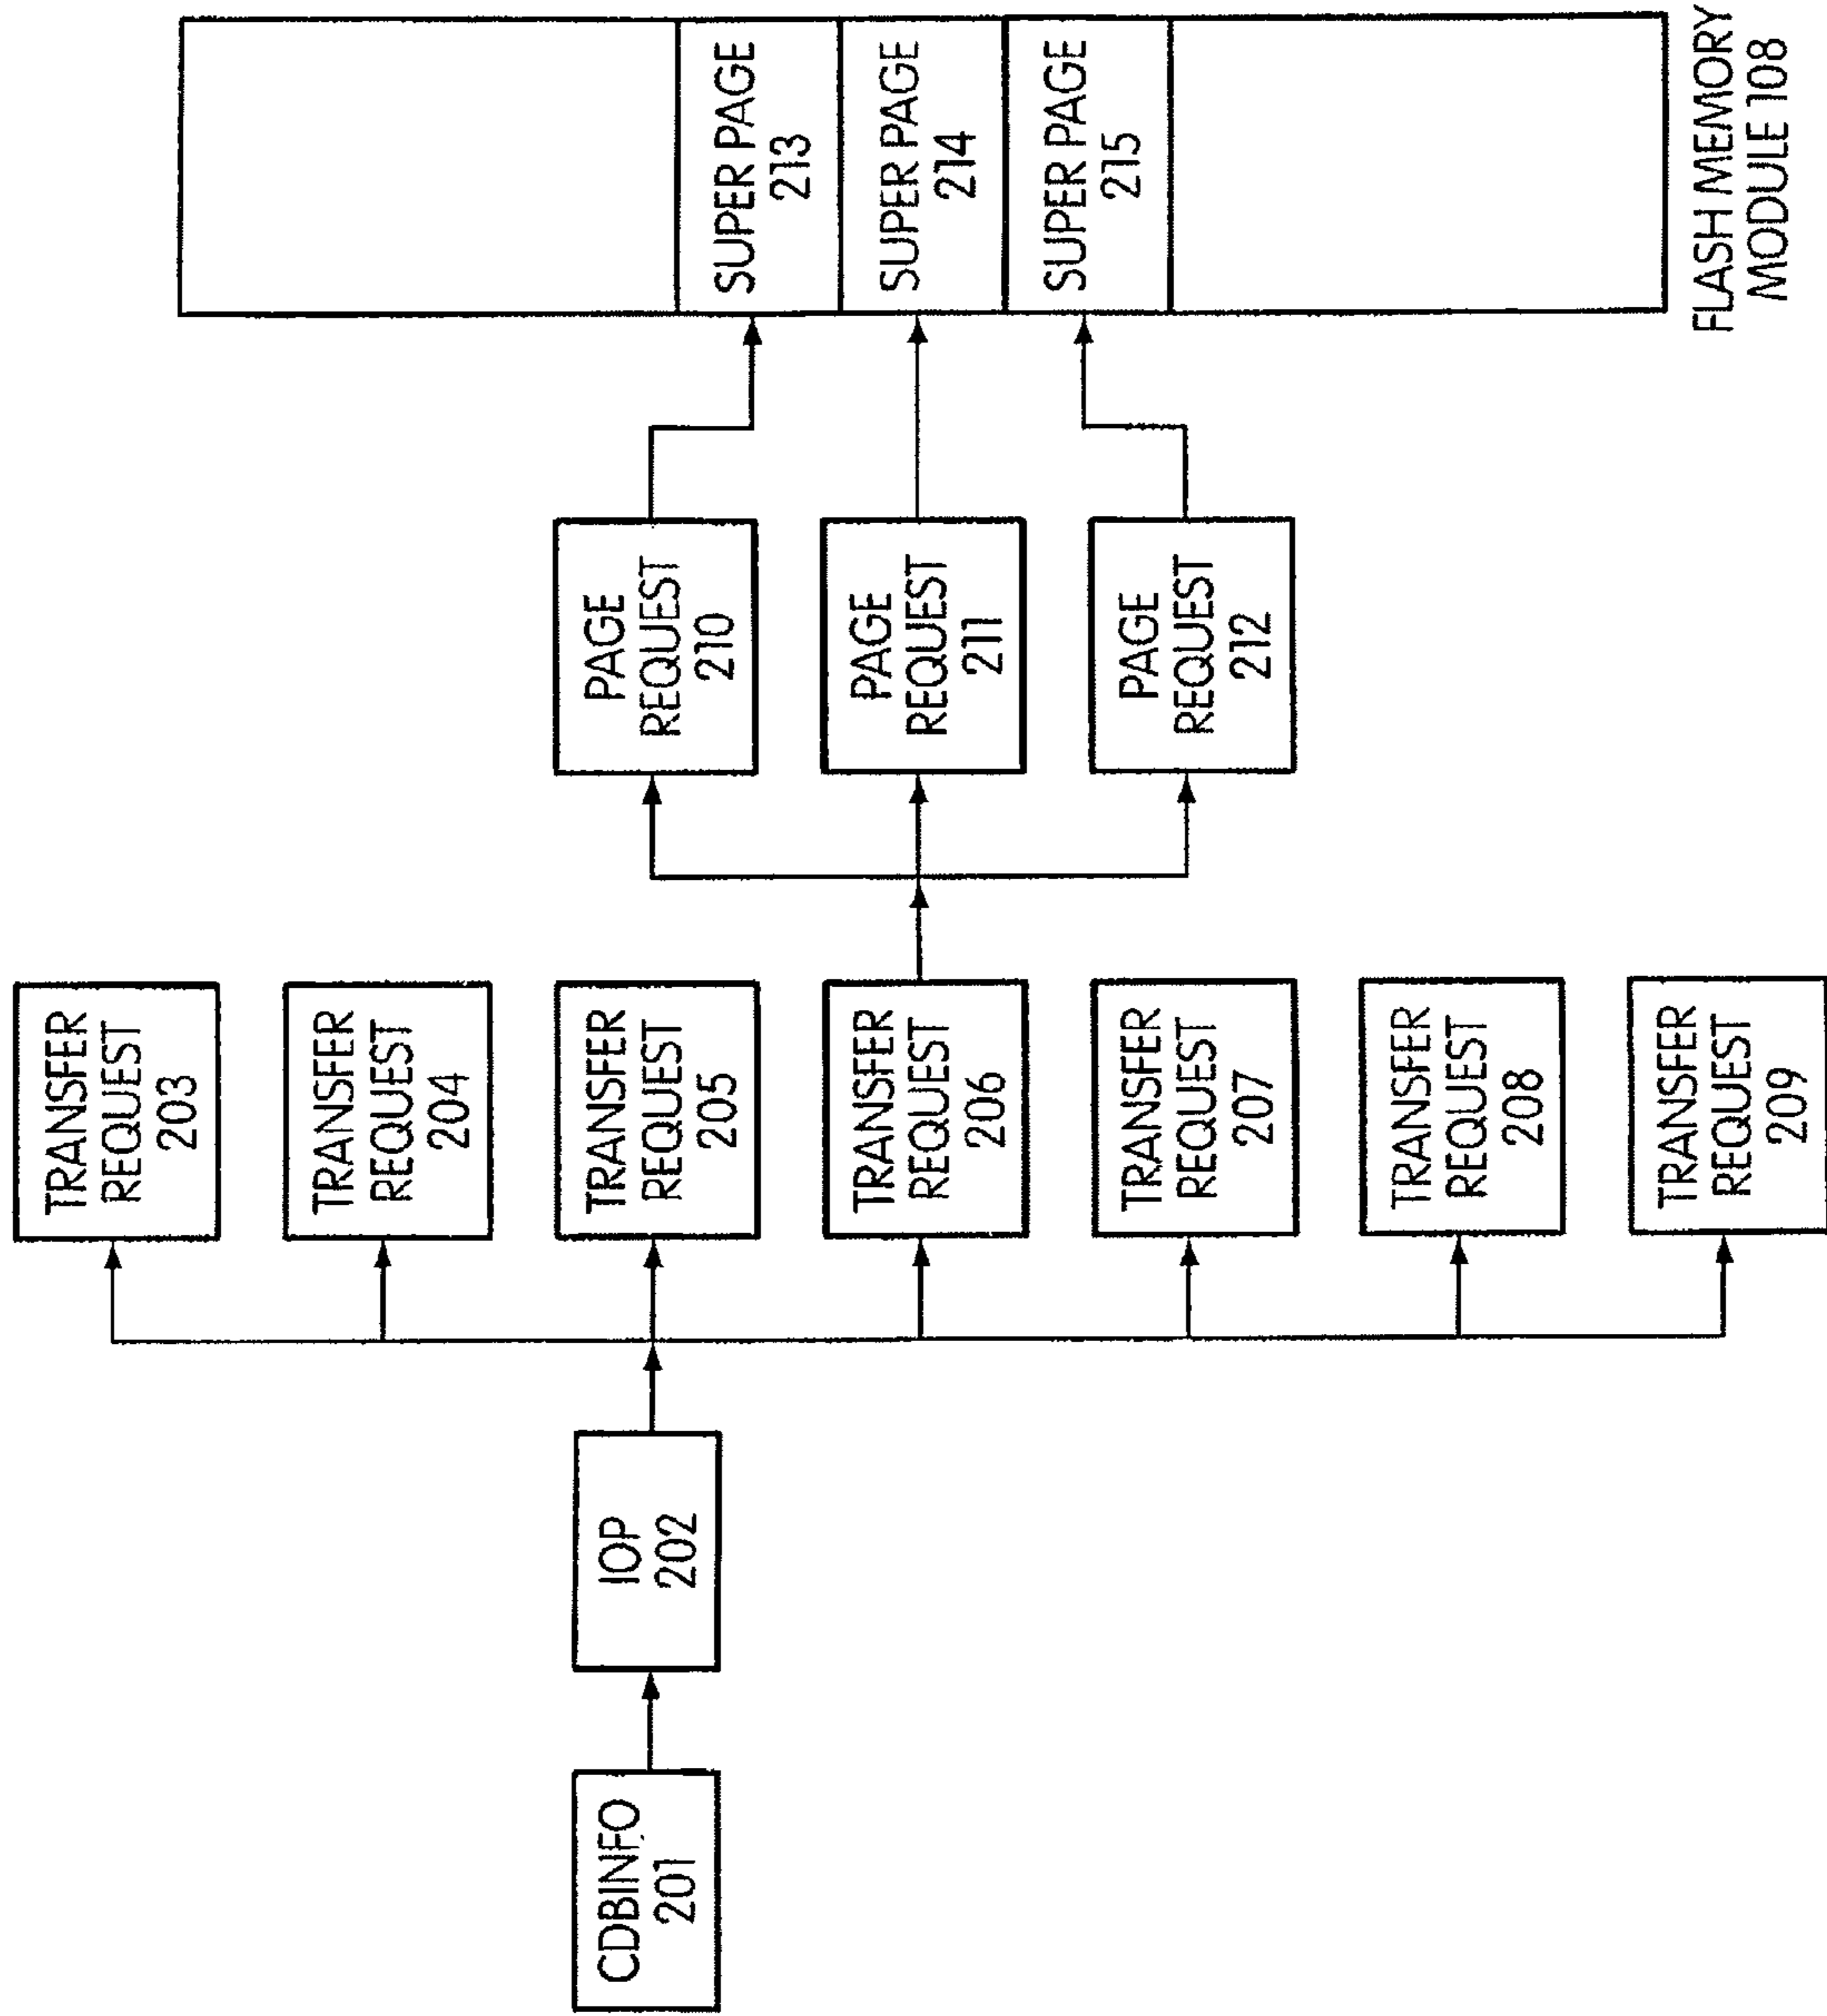 CDBINFO
201
IOP
202
TRANSFER
REQUEST
203
TRANSFER
REQUEST
204
TRANSFER
REQUEST
205
TRANSFER
REQUEST
206
TRANSFER
REQUEST
207
TRANSFER
REQUEST
208
TRANSFER
REQUEST
209
PAGE
REQUEST
210
PAGE
REQUEST
211
PAGE
REQUEST
212
SUPER PAGE
213
SUPER PAGE
214
SUPER PAGE
215
FLASH MEMORY
MODULE 108